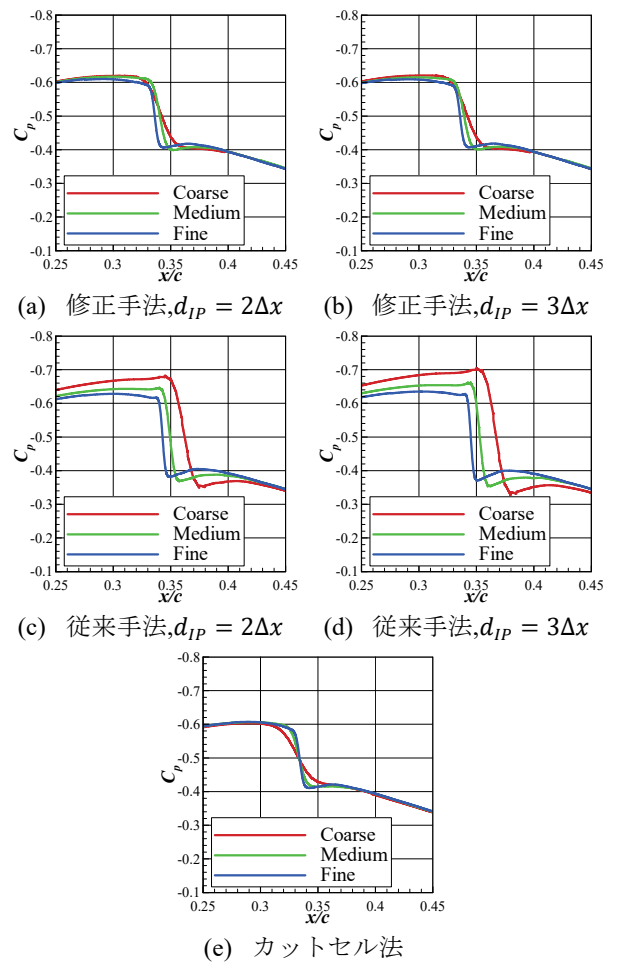 -0.8
-0.7
-0.6
-0.5
-0.4
-0.3
-0.2
-0.1
C_p
Coarse
Medium
Fine
0.25 0.3 0.35 0.4 0.45
x/c
(a) 修正手法,d_{IP} = 2Δx
-0.8
-0.7
-0.6
-0.5
-0.4
-0.3
-0.2
-0.1
C_p
Coarse
Medium
Fine
0.25 0.3 0.35 0.4 0.45
x/c
(b) 修正手法,d_{IP} = 3Δx
-0.8
-0.7
-0.6
-0.5
-0.4
-0.3
-0.2
-0.1
C_p
Coarse
Medium
Fine
0.25 0.3 0.35 0.4 0.45
x/c
(c) 従来手法,d_{IP} = 2Δx
-0.8
-0.7
-0.6
-0.5
-0.4
-0.3
-0.2
-0.1
C_p
Coarse
Medium
Fine
0.25 0.3 0.35 0.4 0.45
x/c
(d) 従来手法,d_{IP} = 3Δx
-0.8
-0.7
-0.6
-0.5
-0.4
-0.3
-0.2
-0.1
C_p
Coarse
Medium
Fine
0.25 0.3 0.35 0.4 0.45
x/c
(e) カットセル法